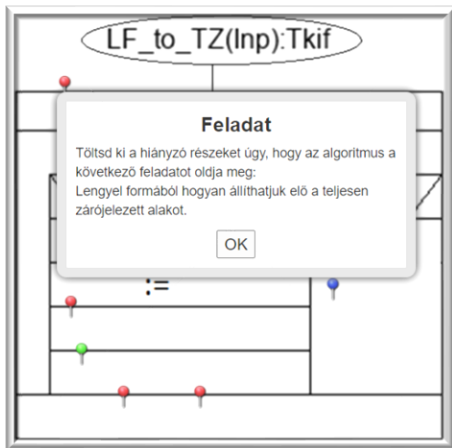 LF_to_TZ(Inp):Tkif
Feladat
Töltsd ki a hiányzó részeket úgy, hogy az algoritmus a
következő feladatot oldja meg:
Lengyel formából hogyan állíthatjuk elő a teljesen
zárójelezett alakot.
OK
:=